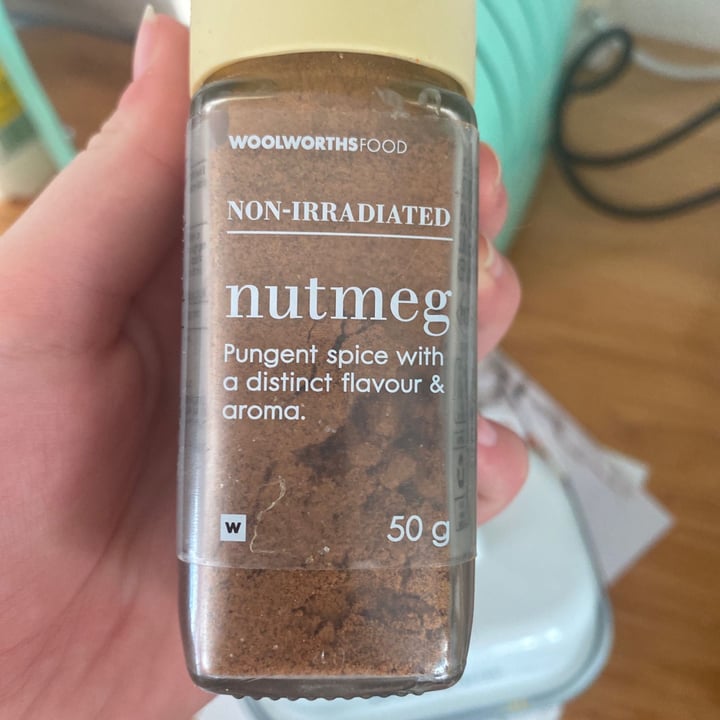 WOOLWORTHSFOOD
NON-IRRADIATED
nutmeg
Pungent spice with
a distinct flavour &
aroma.
W
50 g